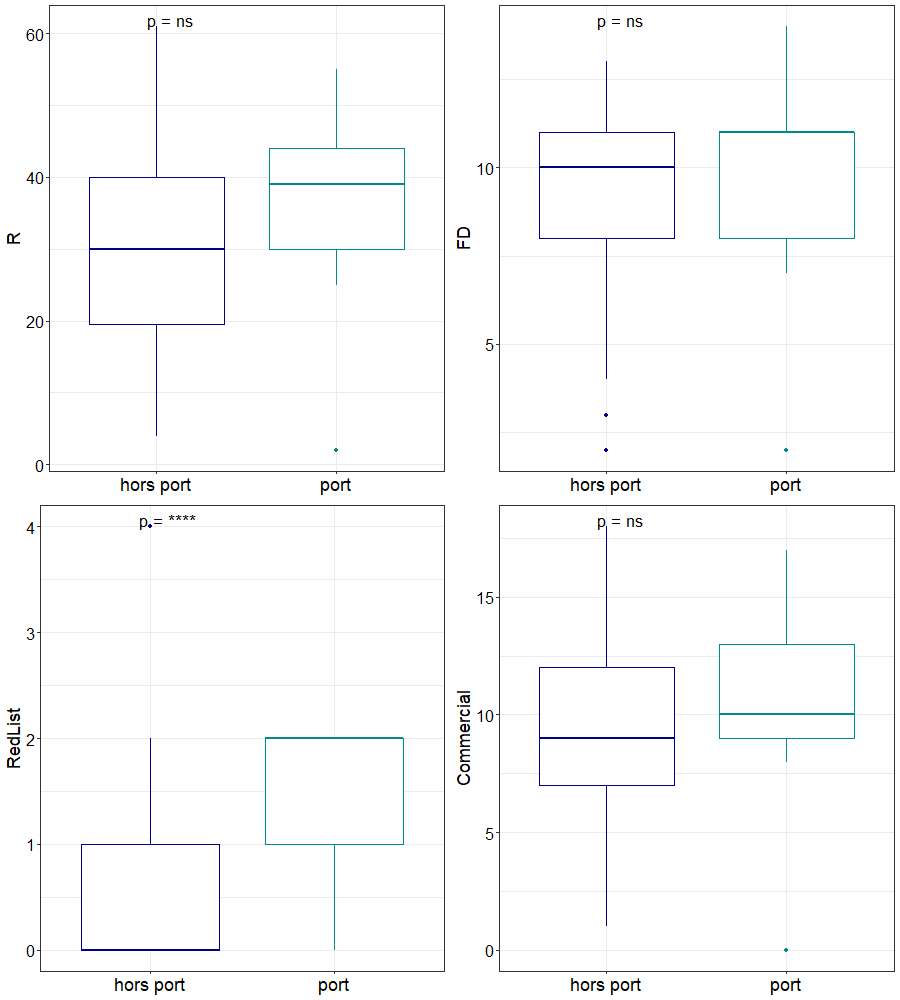 p = ns
R
60
40
20
0
hors port
port
p = ns
FD
10
5
hors port
port
p = ****
RedList
4
3
2
1
0
hors port
port
p = ns
Commercial
15
10
5
0
hors port
port